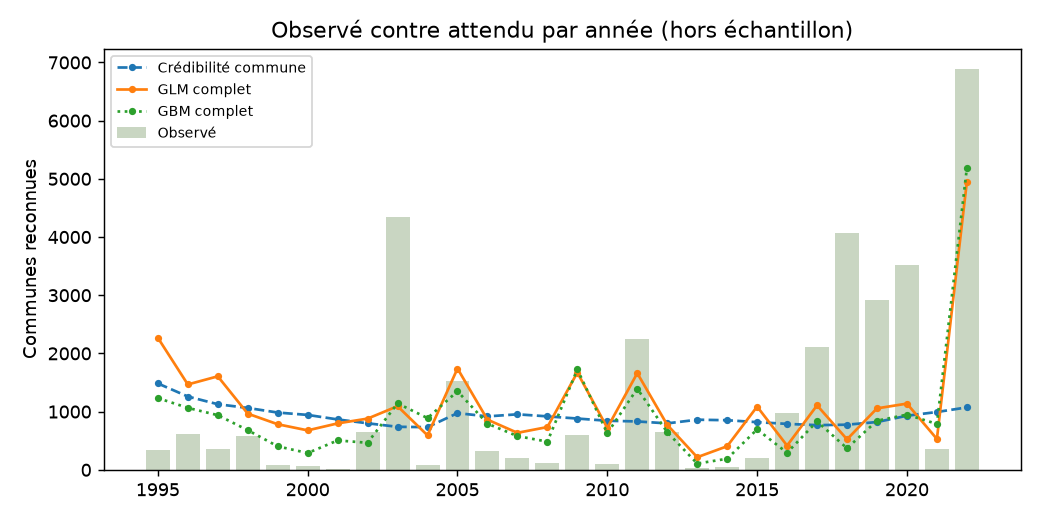 Observé contre attendu par année (hors échantillon)
Communes reconnues
7000
6000
5000
4000
3000
2000
1000
0
Crédibilité commune
GLM complet
GBM complet
Observé
1995
2000
2005
2010
2015
2020